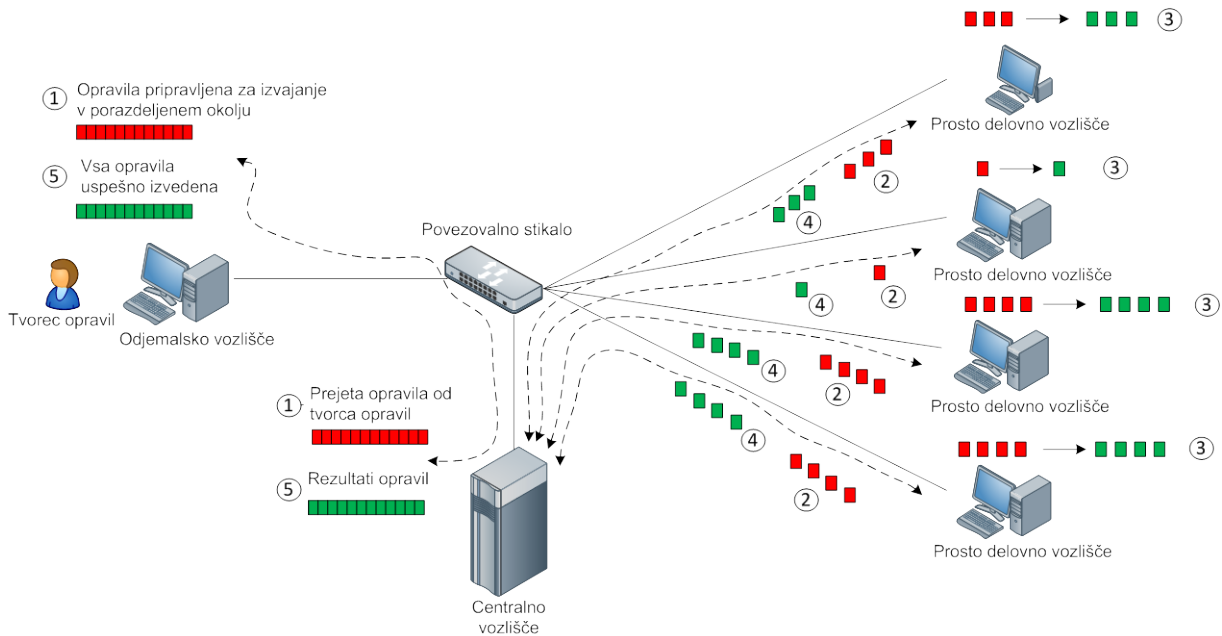 1
Opravila pripravljena za izvajanje
v porazdeljenem okolju
5
Vsa opravila
uspešno izvedena
Tvorec opravil
Odjemalsko vozlišče
Povezovalno stikalo
1
Prejeta opravila od
tvorca opravil
5
Rezultati opravil
Centralno
vozlišče
3
Prosto delovno vozlišče
2
4
3
Prosto delovno vozlišče
2
4
3
Prosto delovno vozlišče
4
2
3
Prosto delovno vozlišče
4
2